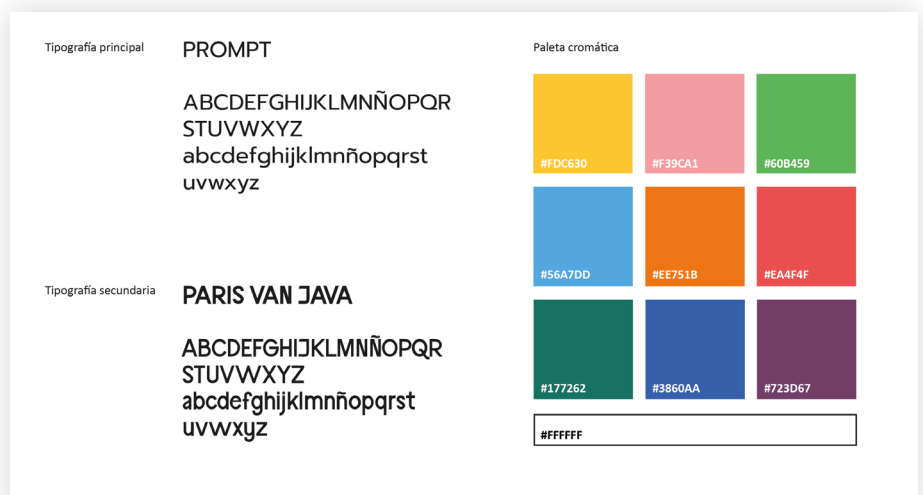 Tipografía principal
PROMPT
ABCDEFGHIJKLMNÑOPQR
STUVWXYZ
abcdefghijklmnñopqrst
uvwxyz
Tipografía secundaria
PARIS VAN JAVA
ABCDEFGHIJKLMNÑOPQR
STUVWXYZ
abcdefghijklmnñopqrst
uvwxyz
Paleta cromática
#FDC630
#F39CA1
#60B459
#56A7DD
#EE751B
#EA4F4F
#177262
#3860AA
#723D67
#FFFFFF